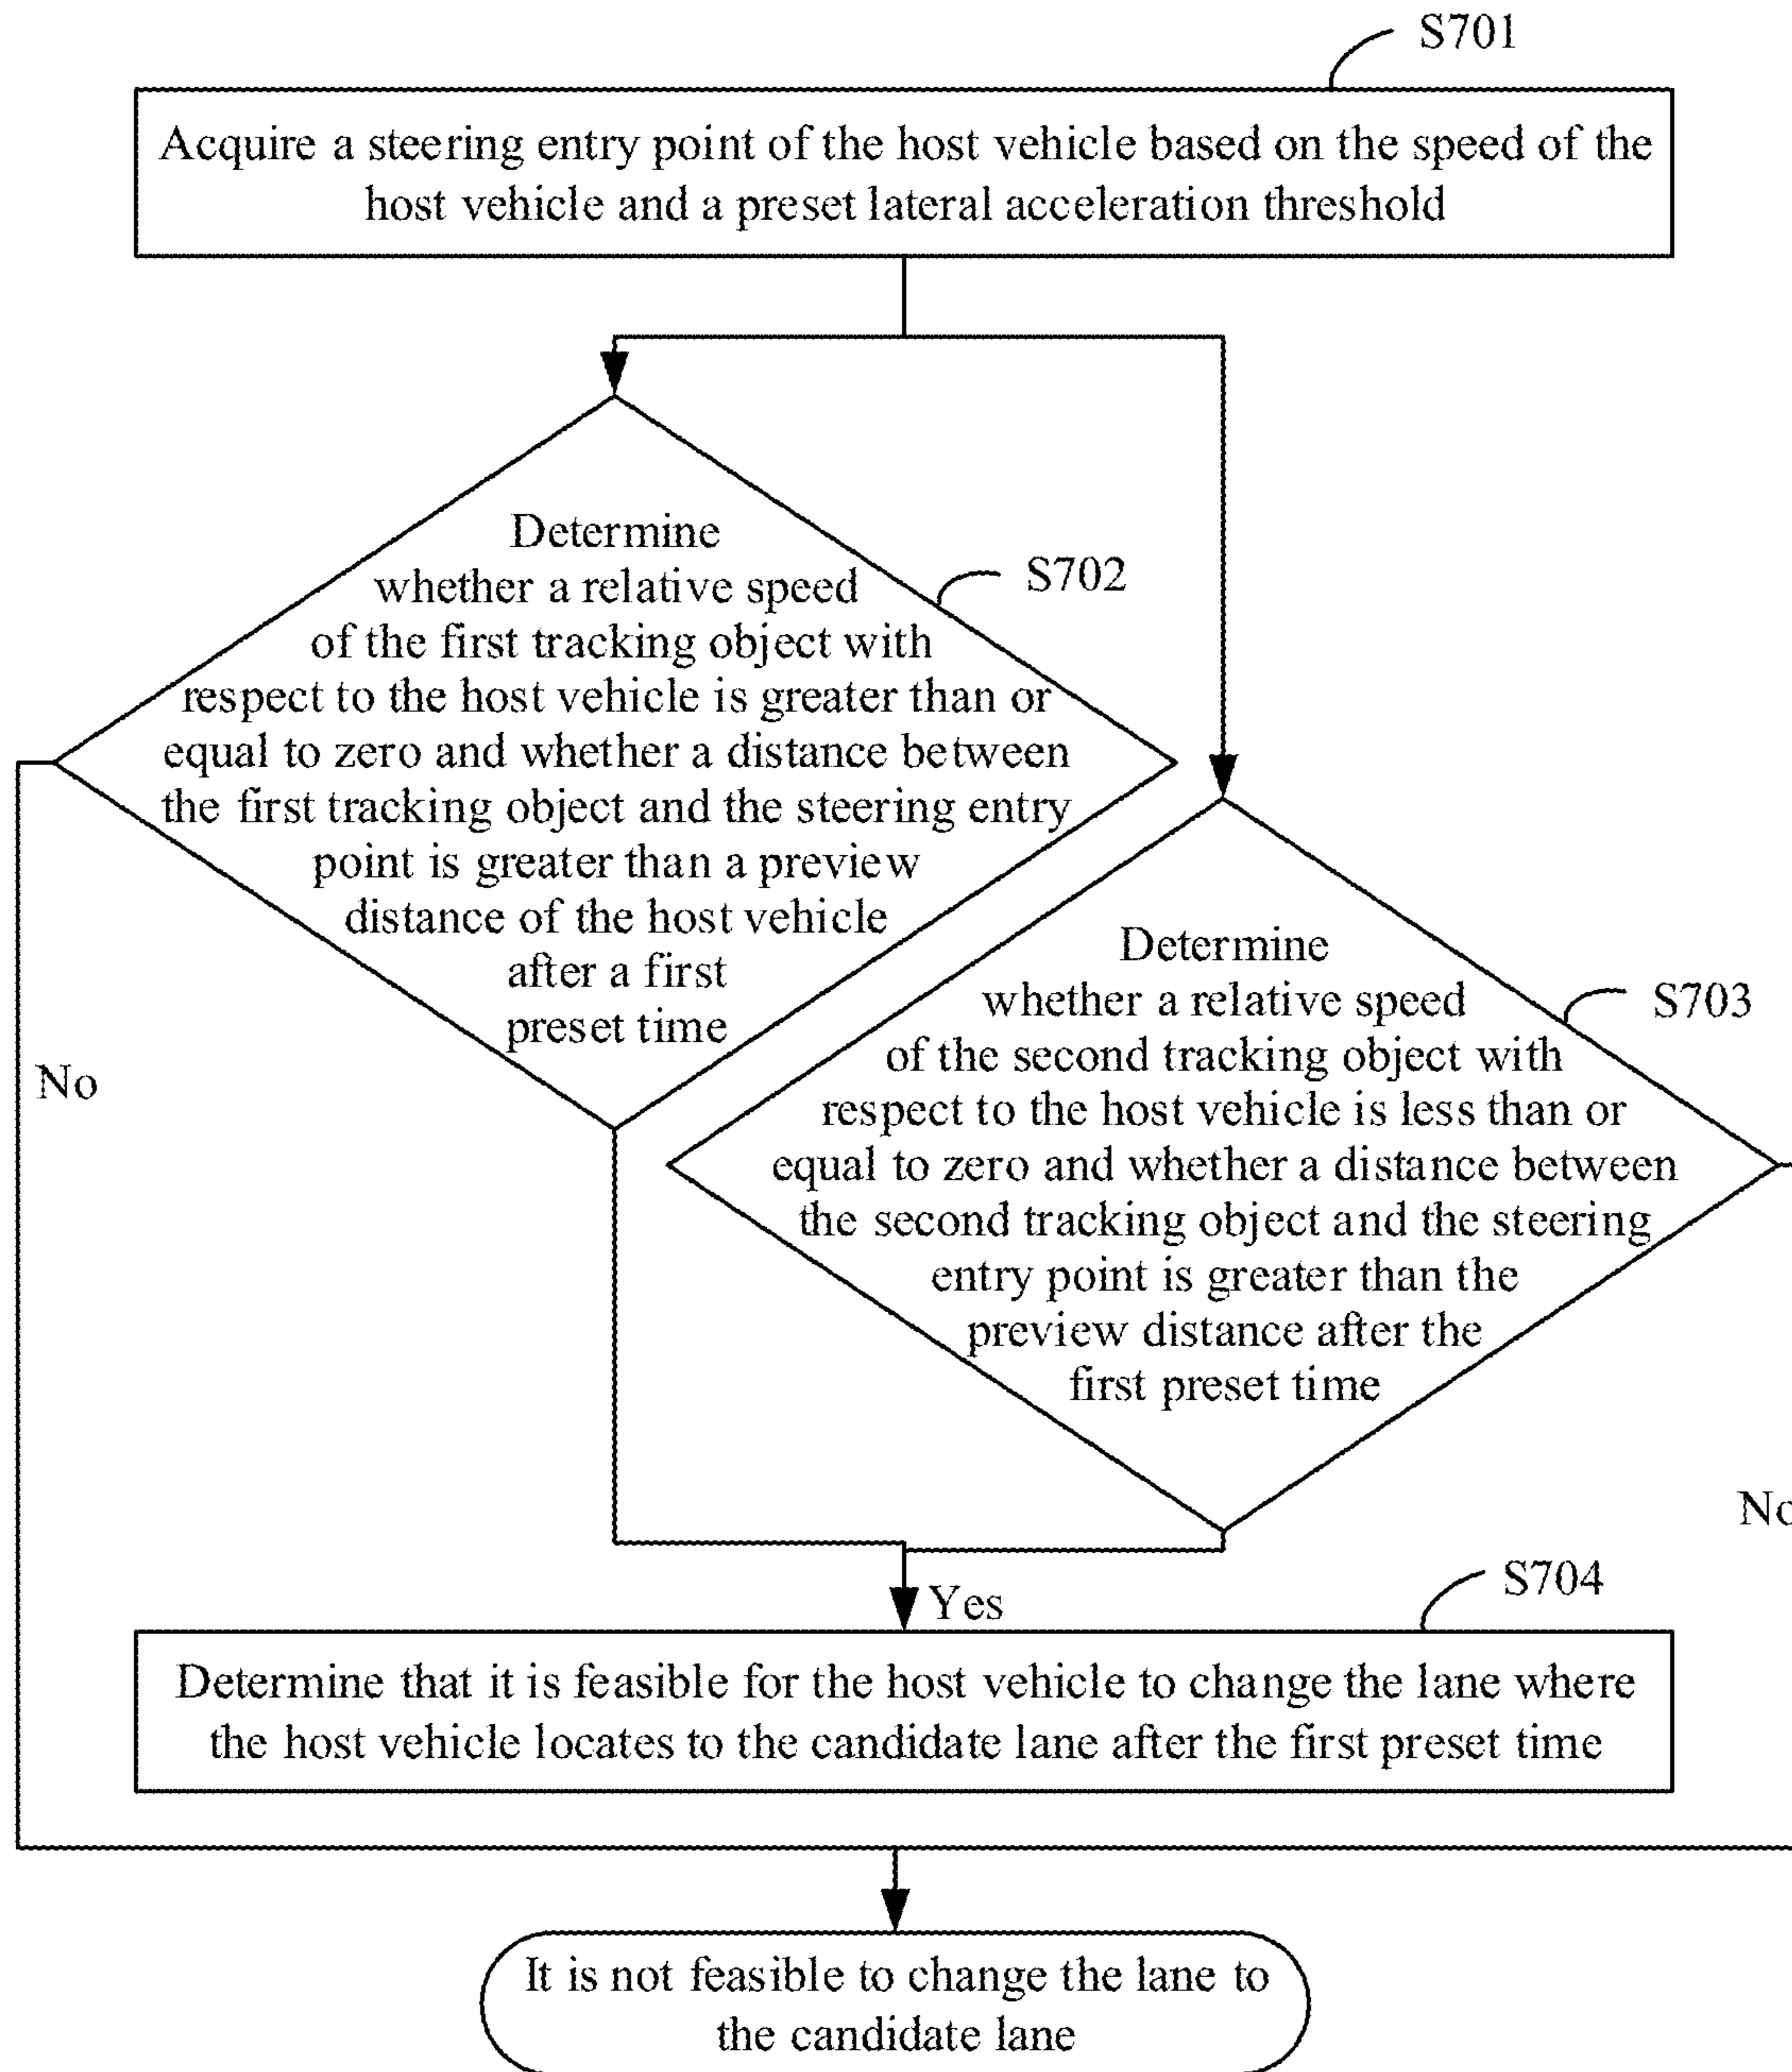 S701
Acquire a steering entry point of the host vehicle based on the speed of the
host vehicle and a preset lateral acceleration threshold
Determine
whether a relative speed
of the first tracking object with
respect to the host vehicle is greater than or
equal to zero and whether a distance between
the first tracking object and the steering entry
point is greater than a preview
distance of the host vehicle
after a first
preset time
S702
Determine
whether a relative speed
of the second tracking object with
respect to the host vehicle is less than or
equal to zero and whether a distance between
the second tracking object and the steering
entry point is greater than the
preview distance after the
first preset time
S703
No
No
Yes
S704
Determine that it is feasible for the host vehicle to change the lane where
the host vehicle locates to the candidate lane after the first preset time
It is not feasible to change the lane to
the candidate lane